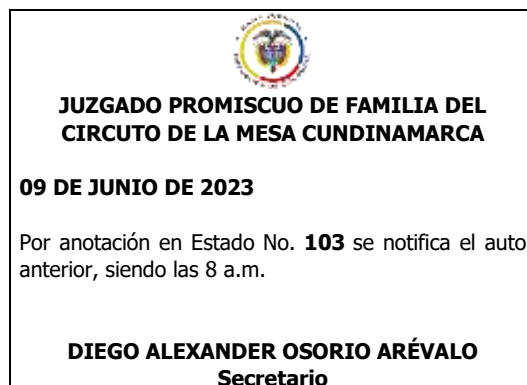 JUZGADO PROMISCUO DE FAMILIA DEL
CIRCUTO DE LA MESA CUNDINAMARCA
09 DE JUNIO DE 2023
Por anotación en Estado No. 103 se notifica el auto
anterior, siendo las 8 a.m.
DIEGO ALEXANDER OSORIO ARÉVALO
Secretario